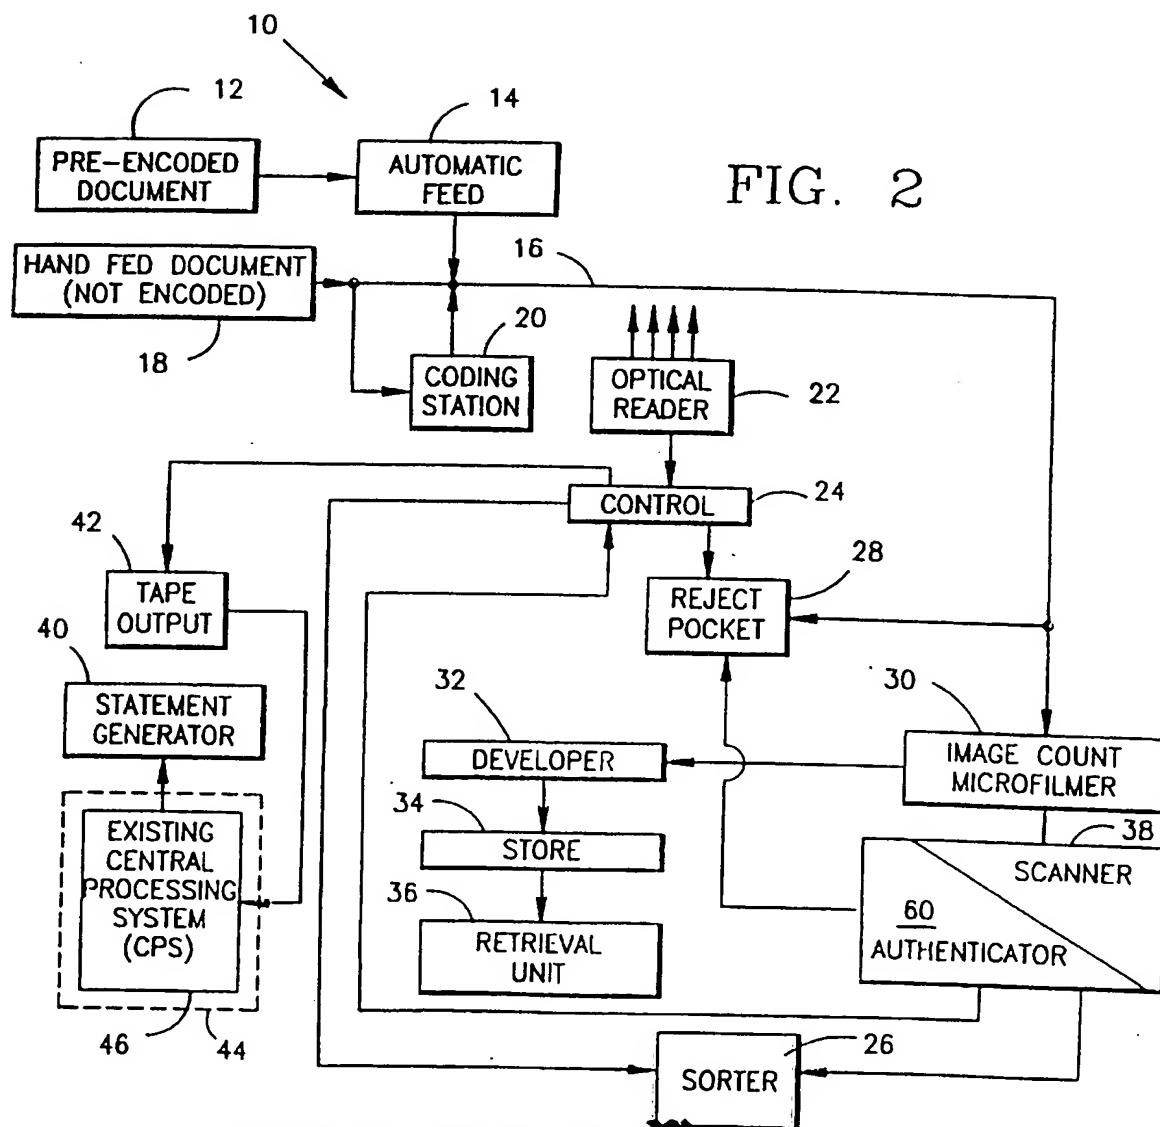 10
12
14
PRE-ENCODED
DOCUMENT
AUTOMATIC
FEED
FIG. 2
HAND FED DOCUMENT
(NOT ENCODED)
16
18
20
CODING
STATION
OPTICAL
READER
22
CONTROL
24
42
TAPE
OUTPUT
28
REJECT
POCKET
40
STATEMENT
GENERATOR
32
DEVELOPER
30
IMAGE COUNT
MICROFILMER
34
STORE
38
SCANNER
EXISTING
CENTRAL
PROCESSING
SYSTEM
(CPS)
36
RETRIEVAL
UNIT
60
AUTHENTICATOR
46
44
26
SORTER